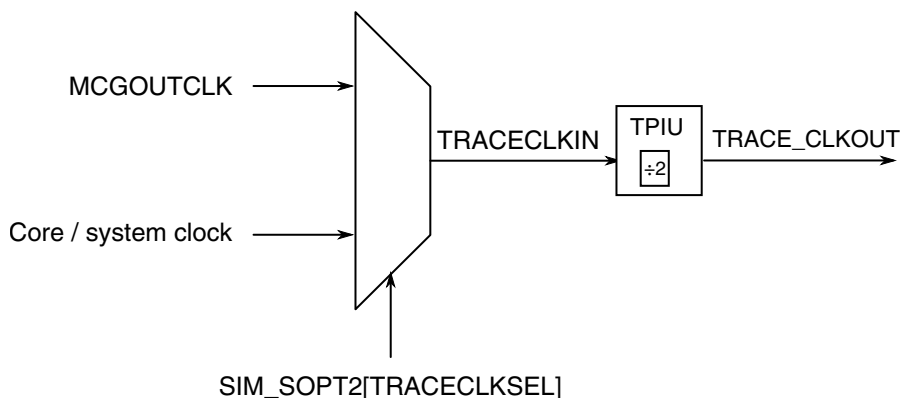 MCGOUTCLK
TRACECLKIN
TPIU
÷2
TRACE_CLKOUT
Core / system clock
SIM_SOPT2[TRACECLKSEL]